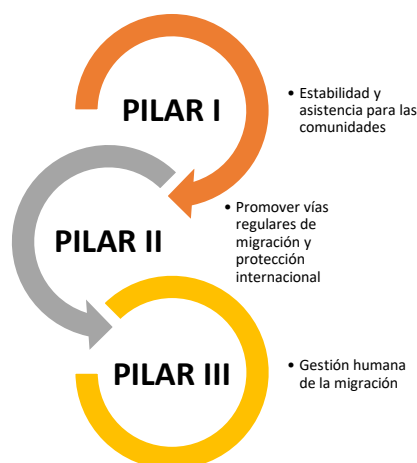 PILAR I
• Estabilidad y
asistencia para las
comunidades
PILAR II
• Promover vías
regulares de
migración y
protección
internacional
PILAR III
• Gestión humana
de la migración